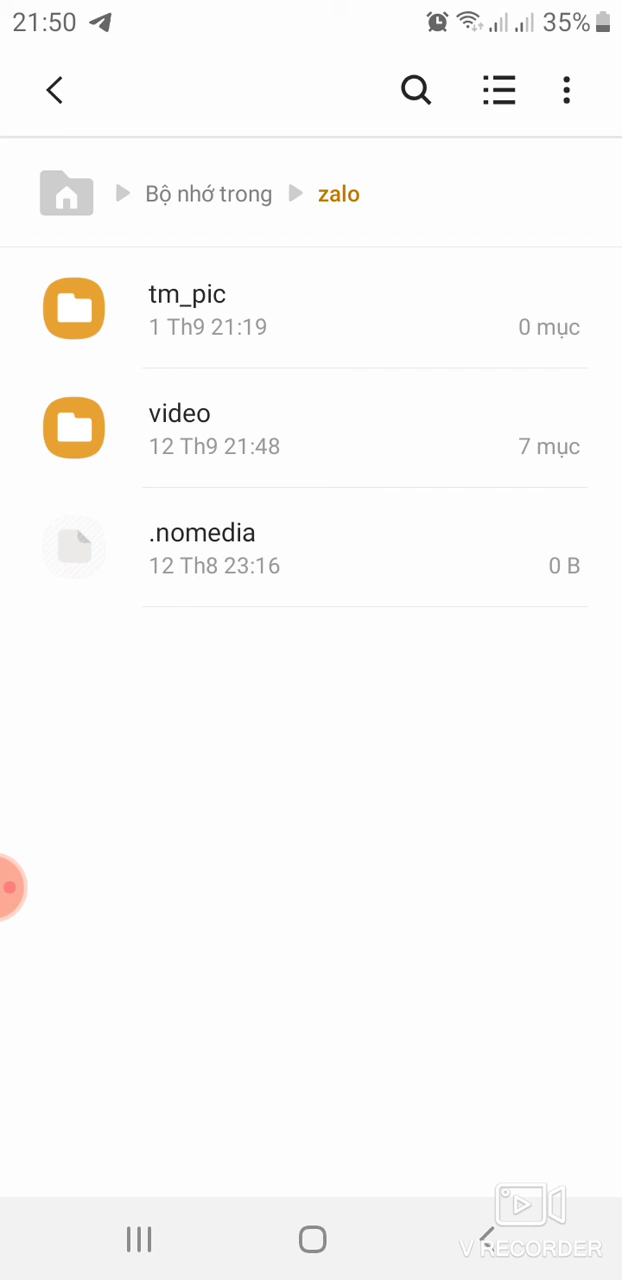 21:50 35%
Bộ nhớ trong zalo
tm_pic
1 Th9 21:19 0 mục
video
12 Th9 21:48 7 mục
.nomedia
12 Th8 23:16 0 B
V RECORDER